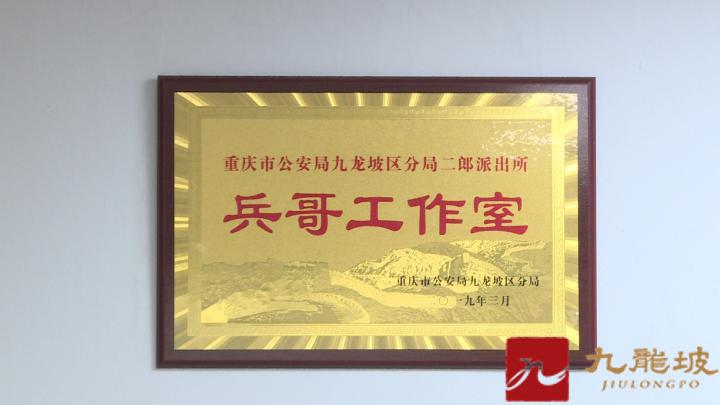 重庆市公安局九龙坡区分局二郎派出所
兵哥工作室
重庆市公安局九龙坡区分局
二〇一九年三月
九龍坡
JIULONGPO